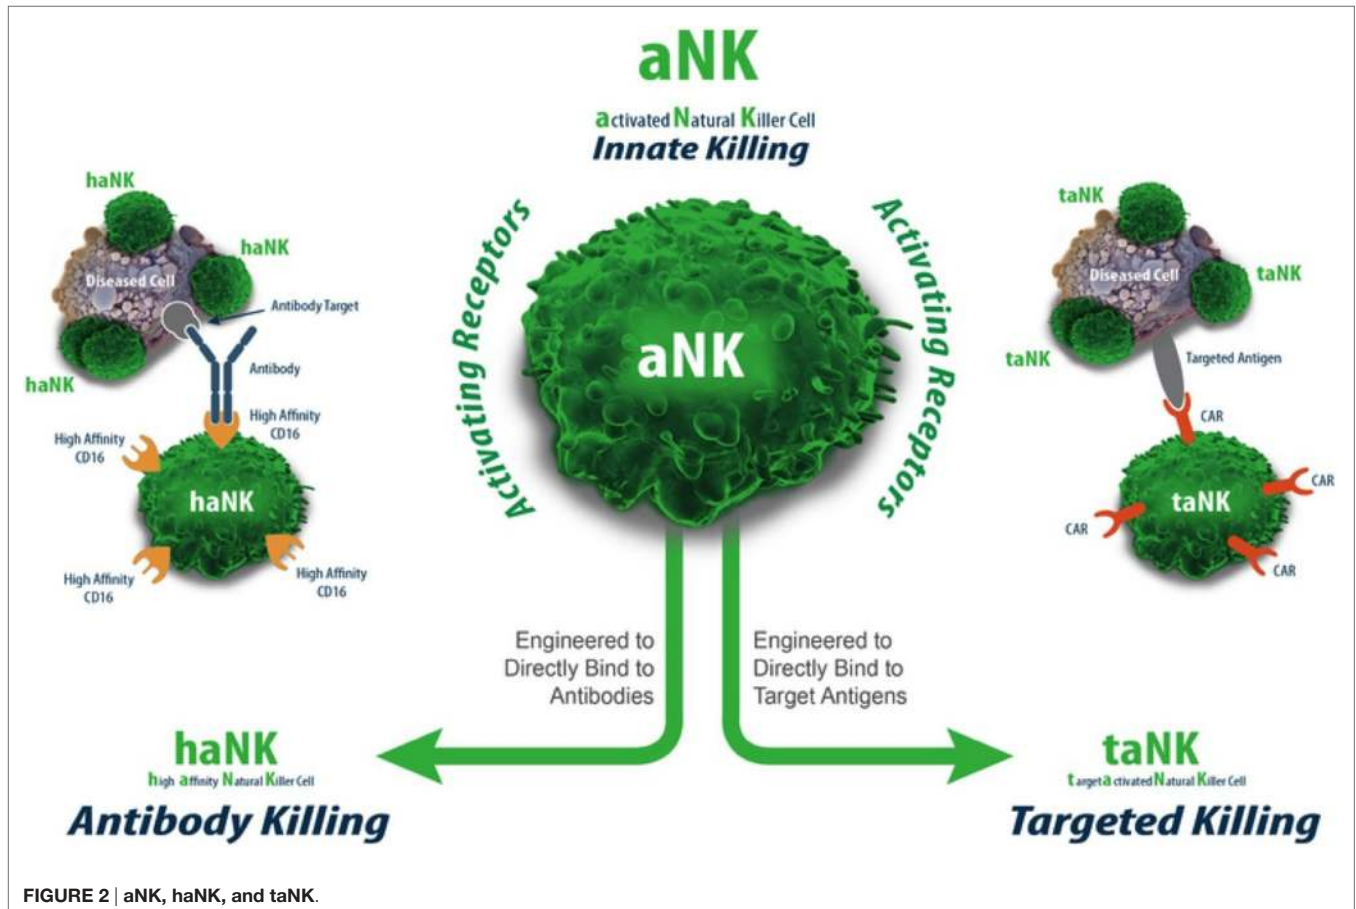 aNK
activated Natural Killer Cell
Innate Killing
haNK
haNK
Diseased Cell
Antibody Target
haNK
Antibody
High Affinity
CD16
High Affinity
CD16
haNK
High Affinity
CD16
High Affinity
CD16
Activating Receptors
aNK
Activating Receptors
taNK
Diseased Cell
taNK
taNK
Targeted Antigen
CAR
CAR
taNK
CAR
CAR
Engineered to
Directly Bind to
Antibodies
Engineered to
Directly Bind to
Target Antigens
haNK
high affinity Natural Killer Cell
Antibody Killing
taNK
target activated Natural Killer Cell
Targeted Killing
FIGURE 2 | aNK, haNK, and taNK.